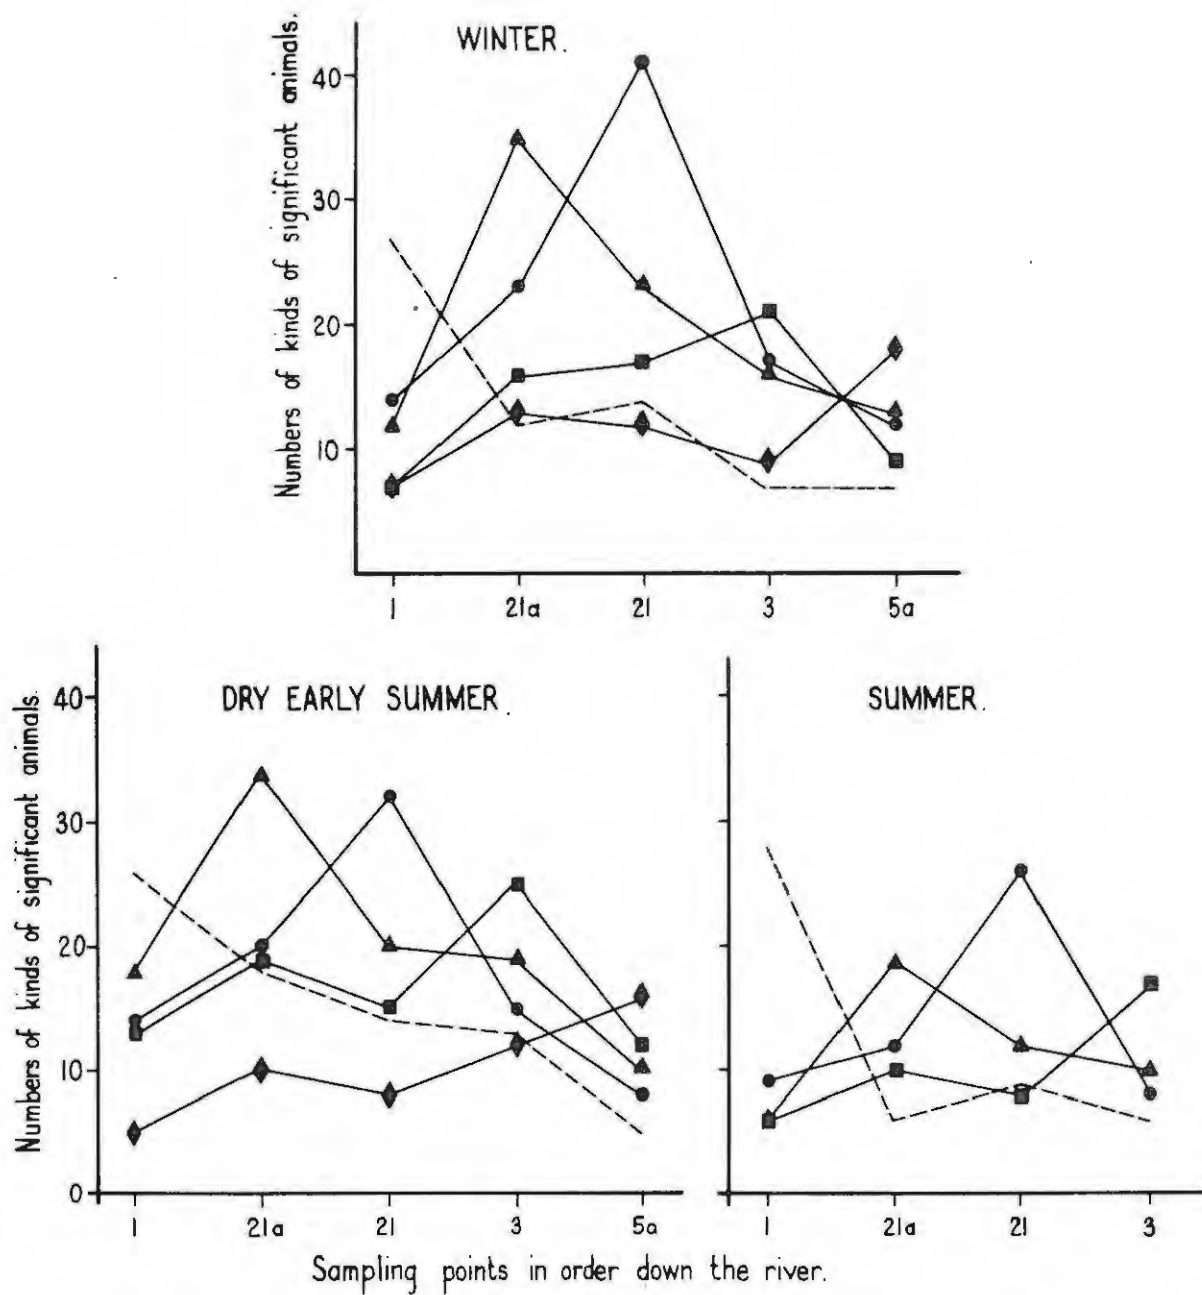 WINTER.
Numbers of kinds of significant animals.
40
30
20
10
1
21a
21
3
5a
DRY EARLY SUMMER.
Numbers of kinds of significant animals.
40
30
20
10
0
1
21a
21
3
5a
SUMMER.
1
21a
21
3
Sampling points in order down the river.